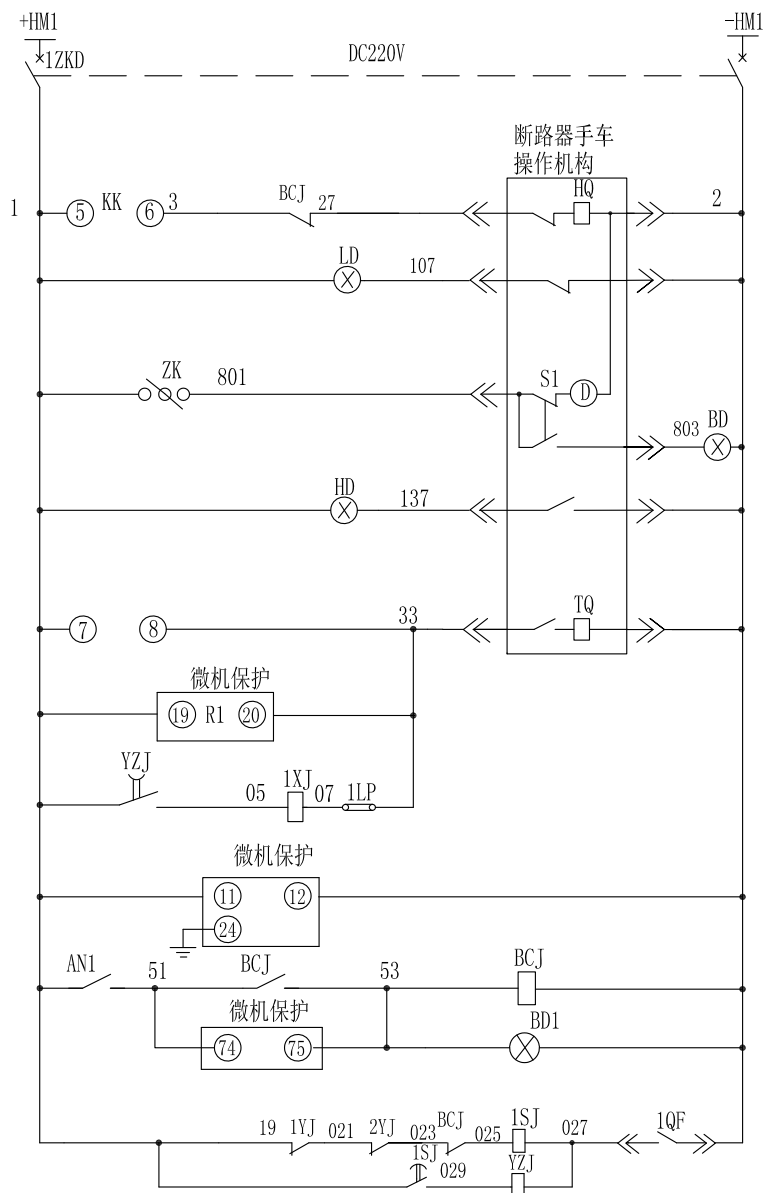 +HM1
-HM1
1ZKD
DC220V
断路器手车
操作机构
1
5 KK 6 3
BCJ 27
HQ
2
LD
107
ZK
801
S1
D
803 BD
HD
137
7
8
33
TQ
微机保护
19 R1 20
YZJ
05 1XJ 07 1LP
微机保护
11 12
24
AN1
51
BCJ
53
BCJ
微机保护
74 75
BD1
19 1YJ 021 2YJ 023 BCJ 025 1SJ 027 1QF
1SJ 029 YZJ